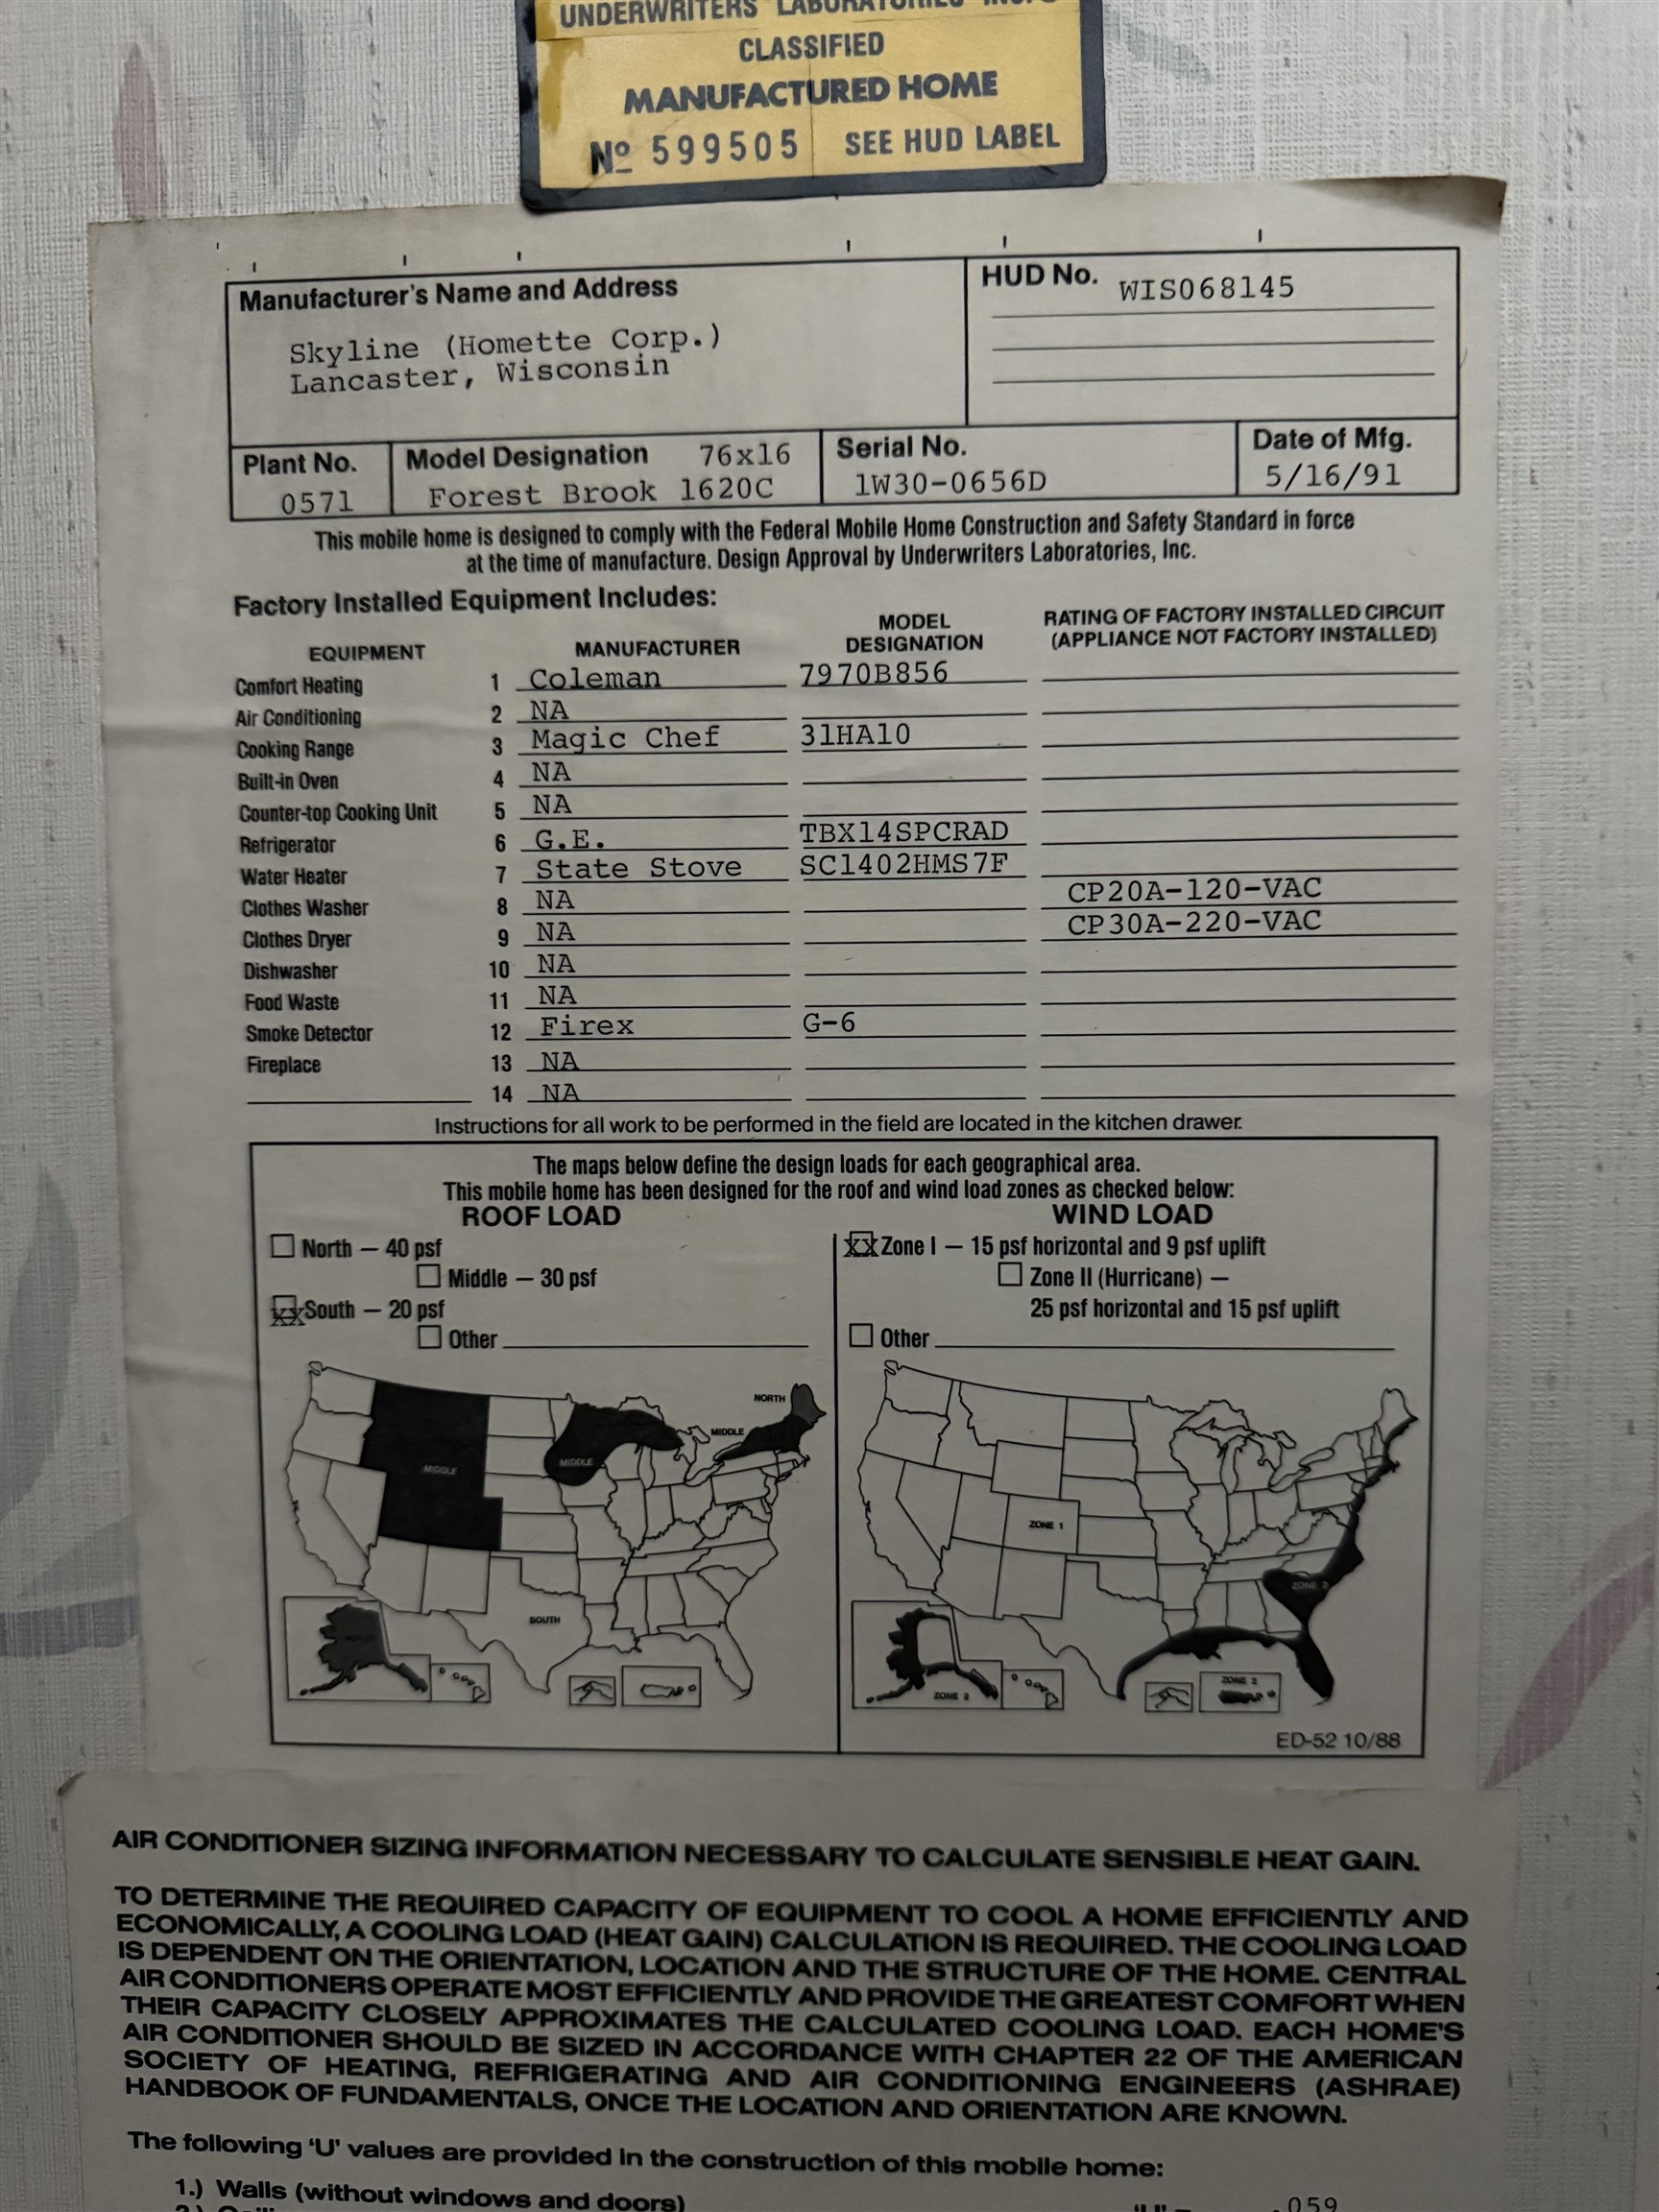 UNDERWRITERS LABORATORIES INC.
CLASSIFIED
MANUFACTURED HOME
Nº 599505 SEE HUD LABEL
Manufacturer's Name and Address
Skyline (Homette Corp.)
Lancaster, Wisconsin
HUD No. WIS068145
Plant No.
0571
Model Designation 76x16
Forest Brook 1620C
Serial No.
1W30-0656D
Date of Mfg.
5/16/91
This mobile home is designed to comply with the Federal Mobile Home Construction and Safety Standard in force
at the time of manufacture. Design Approval by Underwriters Laboratories, Inc.
Factory Installed Equipment Includes:
EQUIPMENT MANUFACTURER MODEL DESIGNATION RATING OF FACTORY INSTALLED CIRCUIT (APPLIANCE NOT FACTORY INSTALLED)
Comfort Heating 1 Coleman 7970B856
Air Conditioning 2 NA
Cooking Range 3 Magic Chef 31HA10
Built-in Oven 4 NA
Counter-top Cooking Unit 5 NA
Refrigerator 6 G.E. TBX14SPCRAD
Water Heater 7 State Stove SC1402HMS7F
Clothes Washer 8 NA CP20A-120-VAC
Clothes Dryer 9 NA CP30A-220-VAC
Dishwasher 10 NA
Food Waste 11 NA
Smoke Detector 12 Firex G-6
Fireplace 13 NA
14 NA
Instructions for all work to be performed in the field are located in the kitchen drawer.
The maps below define the design loads for each geographical area.
This mobile home has been designed for the roof and wind load zones as checked below:
ROOF LOAD
North — 40 psf
Middle — 30 psf
XX South — 20 psf
Other
NORTH
MIDDLE
MIDDLE
MIDDLE
SOUTH
WIND LOAD
XX Zone I — 15 psf horizontal and 9 psf uplift
Zone II (Hurricane) —
25 psf horizontal and 15 psf uplift
Other
ZONE 1
ZONE 2
ZONE 2
ZONE 2
ED-52 10/88
AIR CONDITIONER SIZING INFORMATION NECESSARY TO CALCULATE SENSIBLE HEAT GAIN.
TO DETERMINE THE REQUIRED CAPACITY OF EQUIPMENT TO COOL A HOME EFFICIENTLY AND
ECONOMICALLY, A COOLING LOAD (HEAT GAIN) CALCULATION IS REQUIRED. THE COOLING LOAD
IS DEPENDENT ON THE ORIENTATION, LOCATION AND THE STRUCTURE OF THE HOME. CENTRAL
AIR CONDITIONERS OPERATE MOST EFFICIENTLY AND PROVIDE THE GREATEST COMFORT WHEN
THEIR CAPACITY CLOSELY APPROXIMATES THE CALCULATED COOLING LOAD. EACH HOME'S
AIR CONDITIONER SHOULD BE SIZED IN ACCORDANCE WITH CHAPTER 22 OF THE AMERICAN
SOCIETY OF HEATING, REFRIGERATING AND AIR CONDITIONING ENGINEERS (ASHRAE)
HANDBOOK OF FUNDAMENTALS, ONCE THE LOCATION AND ORIENTATION ARE KNOWN.
The following 'U' values are provided in the construction of this mobile home:
1.) Walls (without windows and doors) "U" = .059